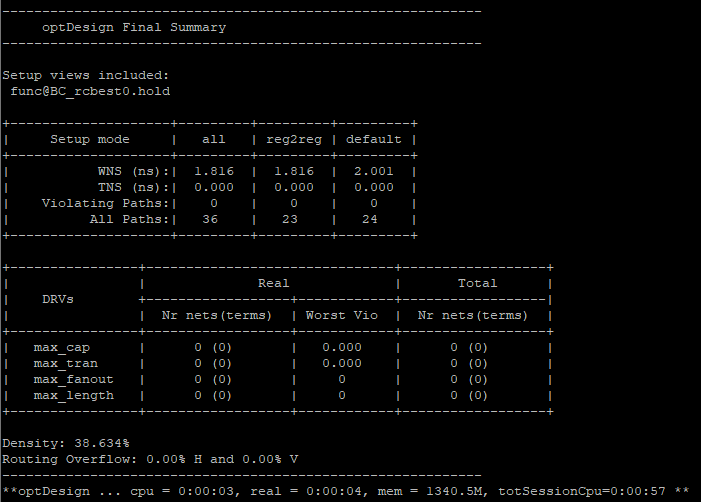 ------------------------------------------------------------
     optDesign Final Summary
------------------------------------------------------------

Setup views included:
 func@BC_rcbest0.hold

+--------------------+---------+---------+---------+
|     Setup mode     |   all   | reg2reg | default |
+--------------------+---------+---------+---------+
|           WNS (ns):|  1.816  |  1.816  |  2.001  |
|           TNS (ns):|  0.000  |  0.000  |  0.000  |
|    Violating Paths:|    0    |    0    |    0    |
|          All Paths:|   36    |   23    |   24    |
+--------------------+---------+---------+---------+

+----------------+-------------------------------+------------------+
|                |              Real             |       Total      |
|    DRVs        +------------------+------------+------------------|
|                |  Nr nets(terms)  | Worst Vio  |  Nr nets(terms)  |
+----------------+------------------+------------+------------------+
|   max_cap      |      0 (0)       |   0.000    |      0 (0)       |
|   max_tran     |      0 (0)       |   0.000    |      0 (0)       |
|   max_fanout   |      0 (0)       |     0      |      0 (0)       |
|   max_length   |      0 (0)       |     0      |      0 (0)       |
+----------------+------------------+------------+------------------+

Density: 38.634%
Routing Overflow: 0.00% H and 0.00% V
------------------------------------------------------------
**optDesign ... cpu = 0:00:03, real = 0:00:04, mem = 1340.5M, totSessionCpu=0:00:57 **